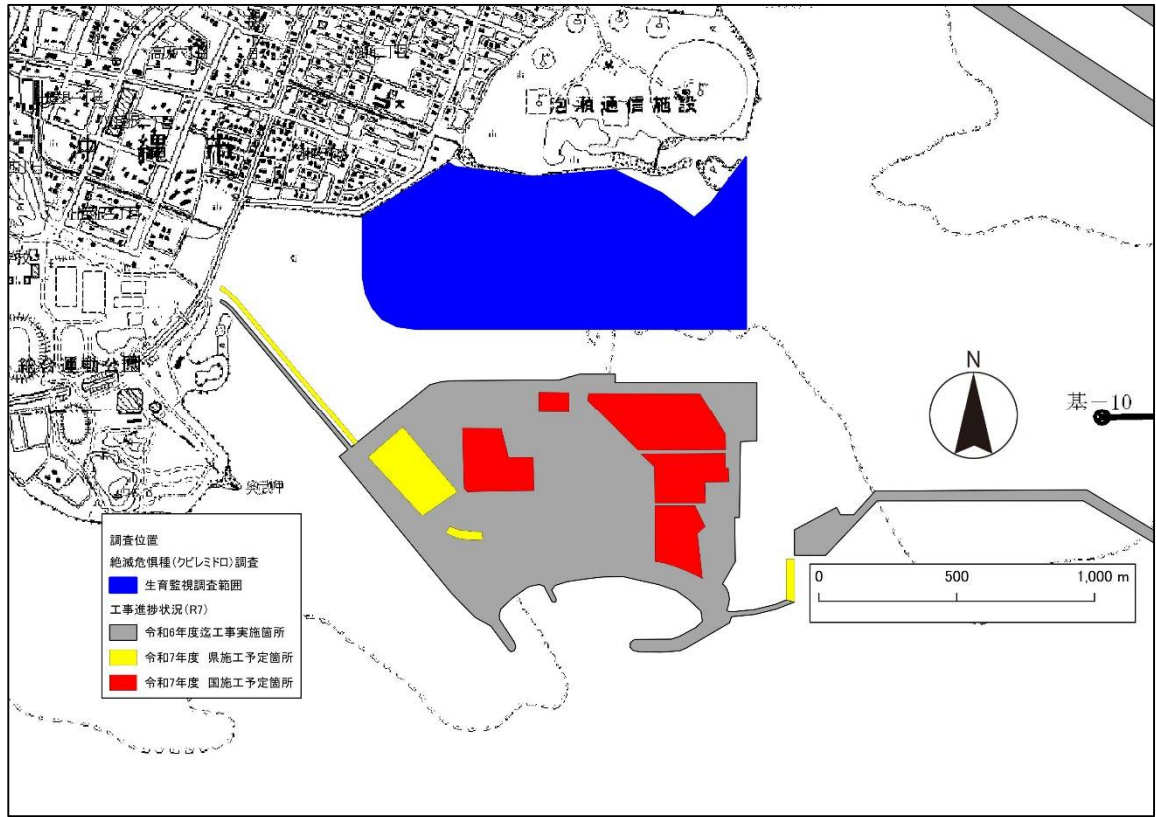 泡瀬通信施設
沖縄市
総合運動公園
N
基-10
調査位置
絶滅危惧種(クビレミドロ)調査
生育監視調査範囲
工事進捗状況(R7)
令和6年度迄工事実施箇所
令和7年度 県施工予定箇所
令和7年度 国施工予定箇所
0 500 1,000 m